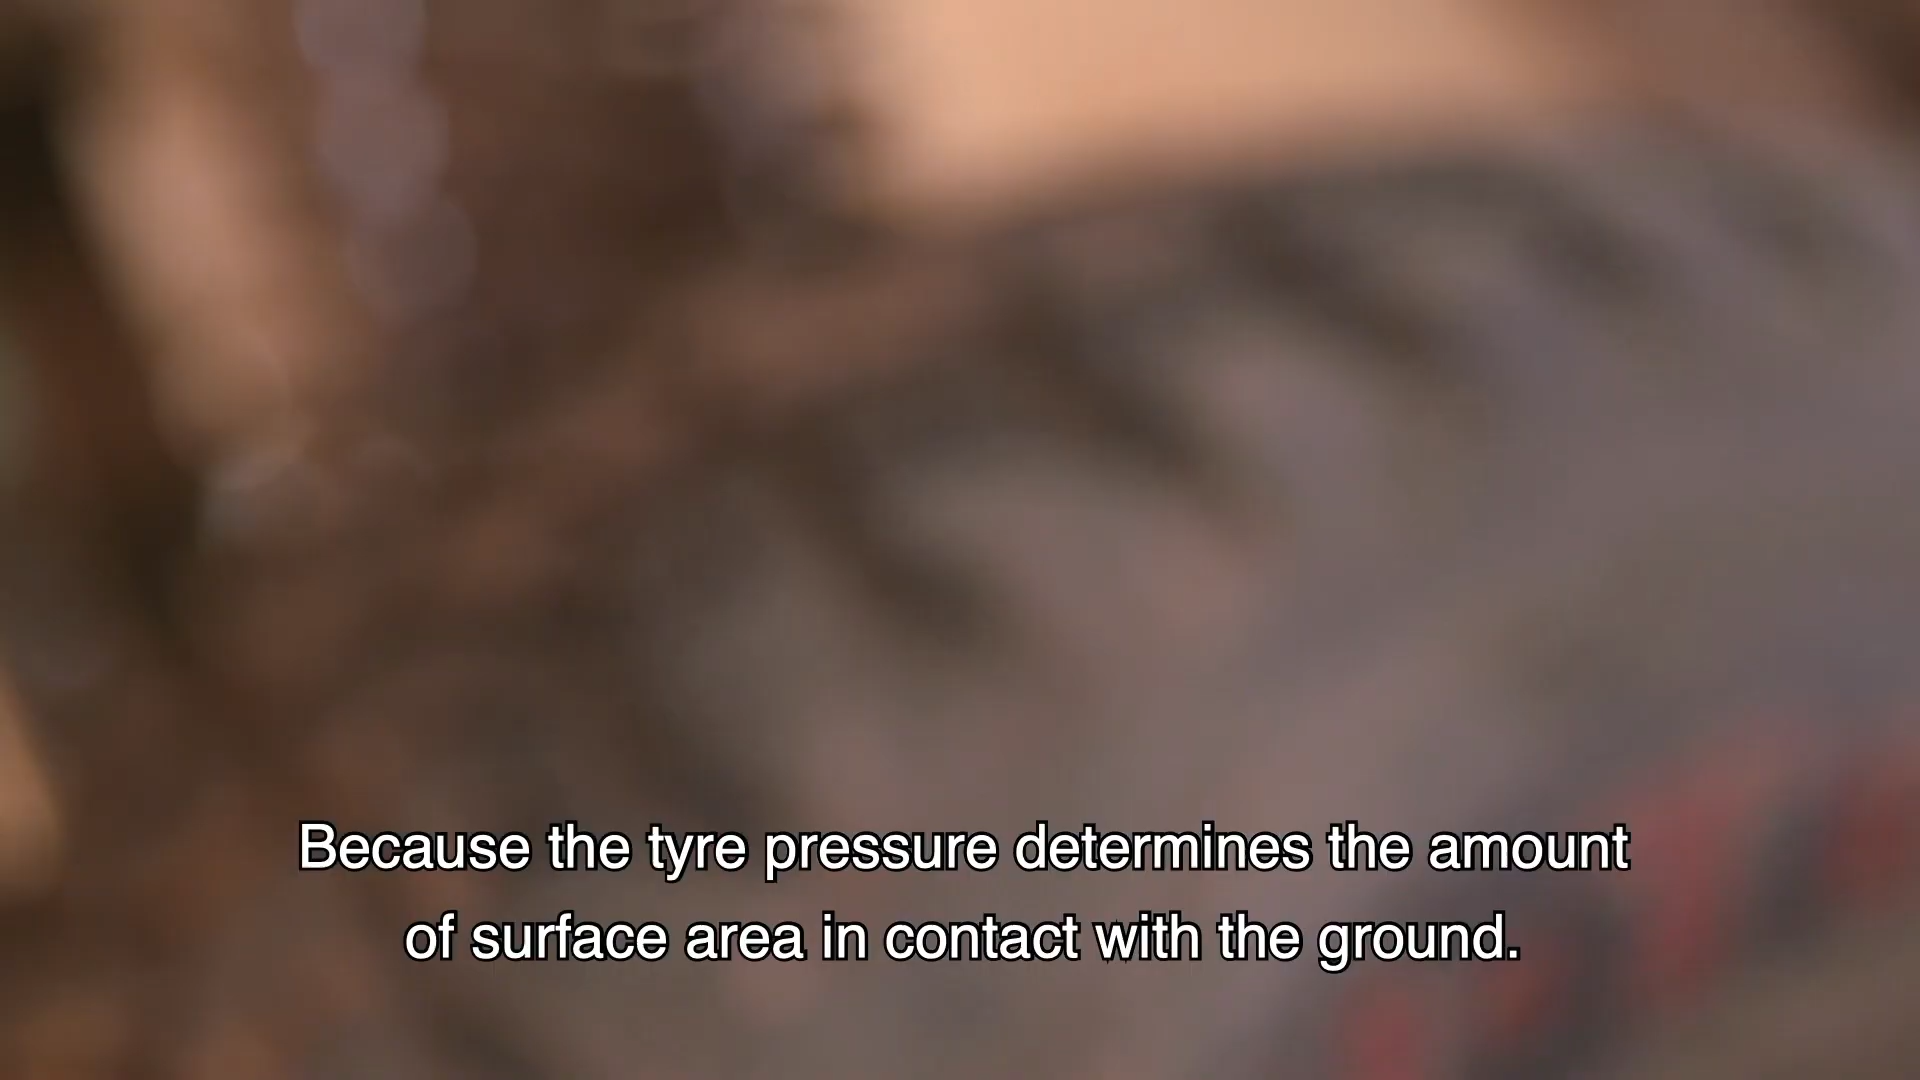 Because the tyre pressure determines the amount
of surface area in contact with the ground.